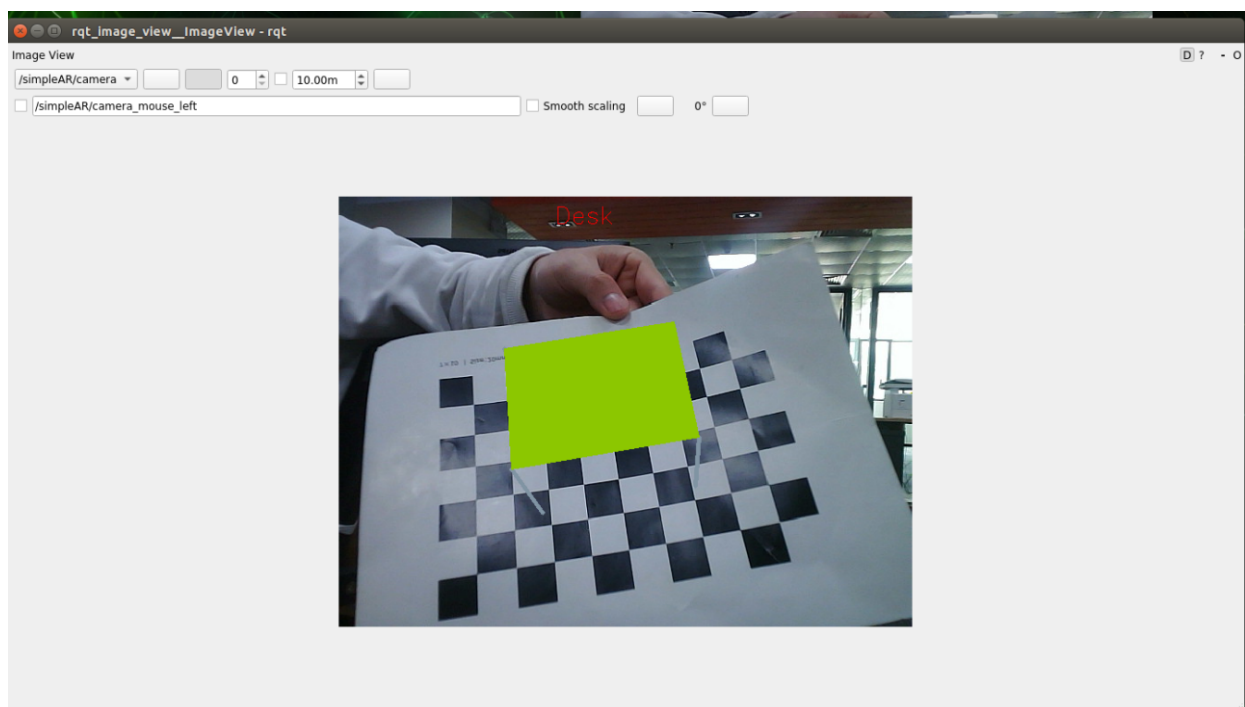 rqt_image_view__ImageView - rqt
Image View
D ? - O
/simpleAR/camera
0
10.00m
/simpleAR/camera_mouse_left
Smooth scaling
0°
Desk